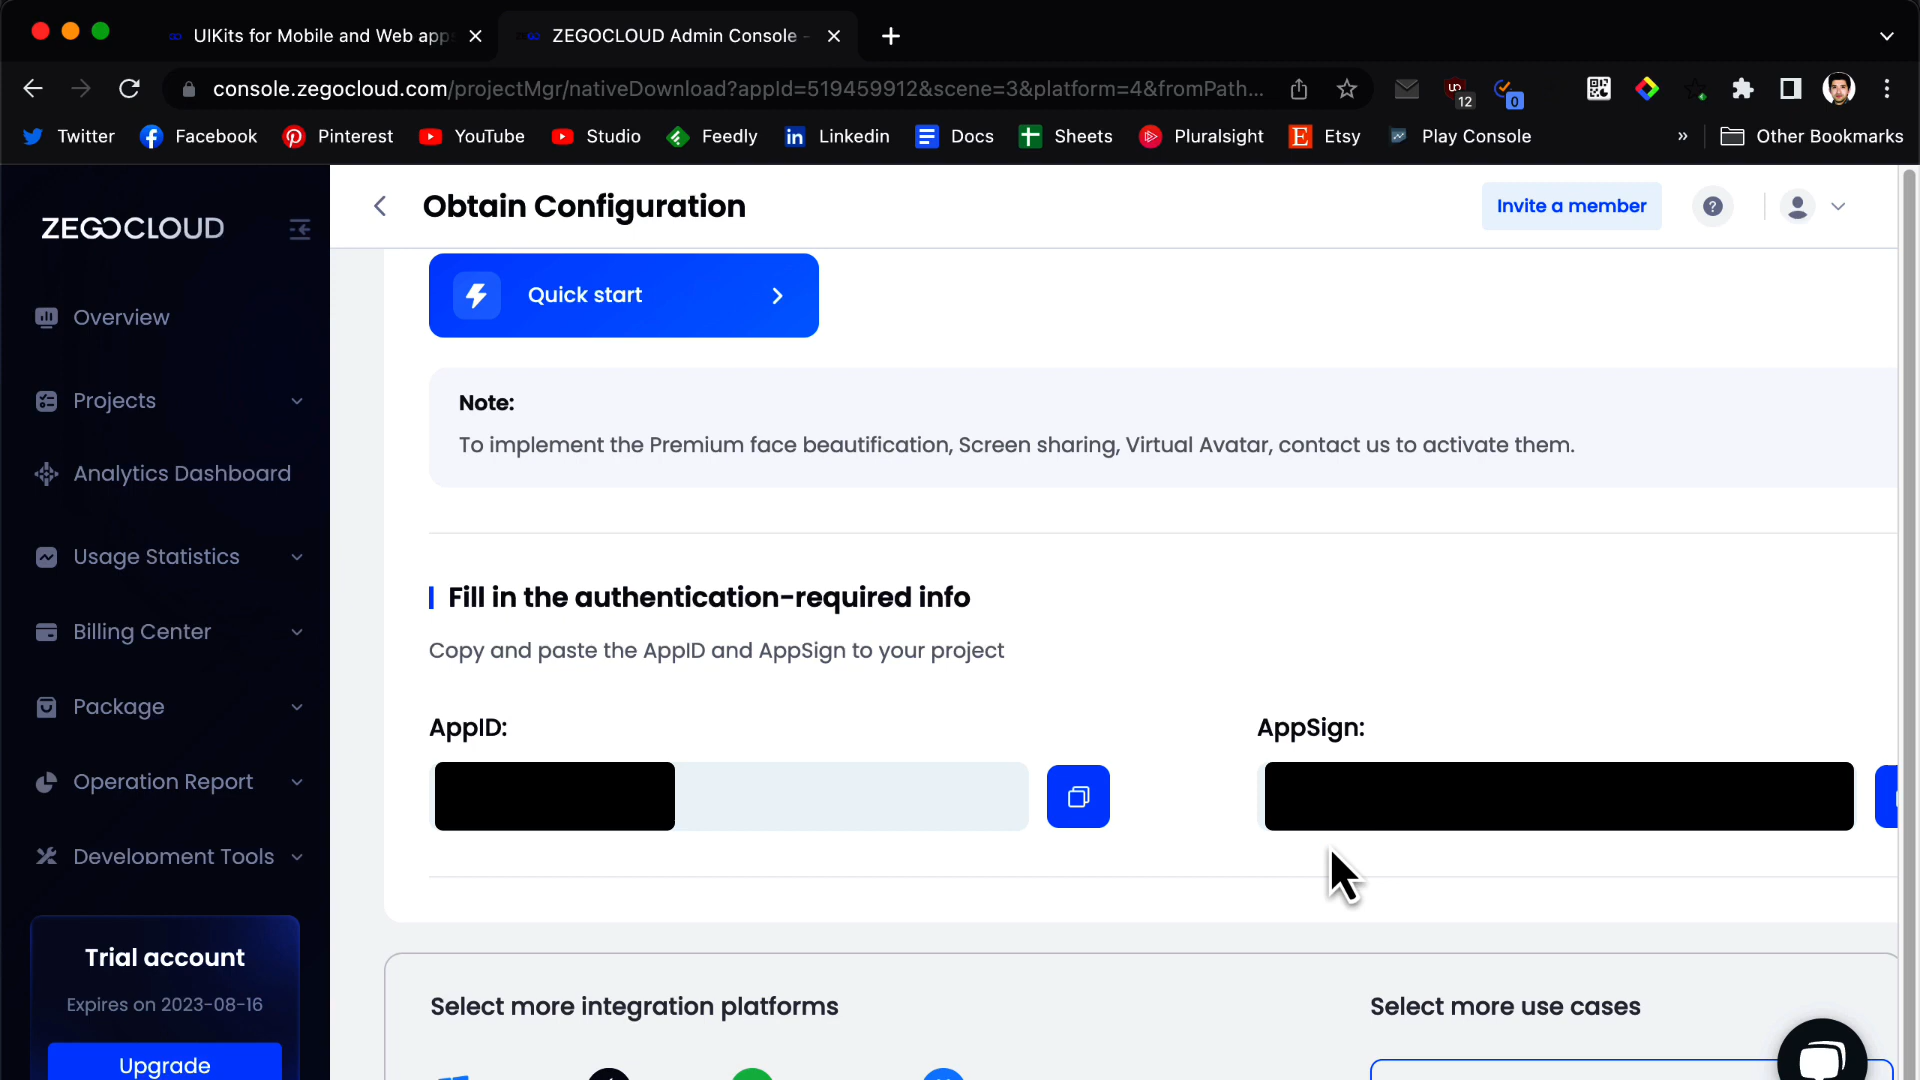 UIKits for Mobile and Web app
ZEGOCLOUD Admin Console -
console.zegocloud.com/projectMgr/nativeDownload?appId=519459912&scene=3&platform=4&fromPath...
12
0
Twitter
Facebook
Pinterest
YouTube
Studio
Feedly
Linkedin
Docs
Sheets
Pluralsight
Etsy
Play Console
»
Other Bookmarks
ZEGOCLOUD
Obtain Configuration
Invite a member
Overview
Projects
Analytics Dashboard
Usage Statistics
Billing Center
Package
Operation Report
Development Tools
Trial account
Expires on 2023-08-16
Upgrade
Quick start
Note:
To implement the Premium face beautification, Screen sharing, Virtual Avatar, contact us to activate them.
Fill in the authentication-required info
Copy and paste the AppID and AppSign to your project
AppID:
AppSign:
Select more integration platforms
Select more use cases